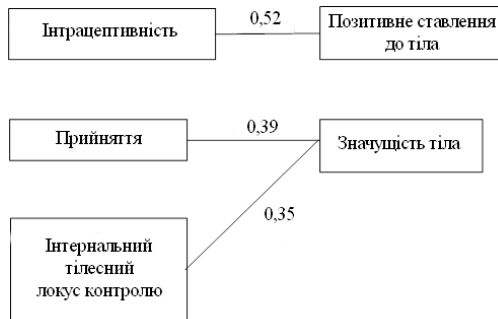 Інтрацептивність
0,52
Позитивне ставлення
до тіла
Прийняття
0,39
Значущість тіла
0,35
Інтернальний
тілесний
локус контролю